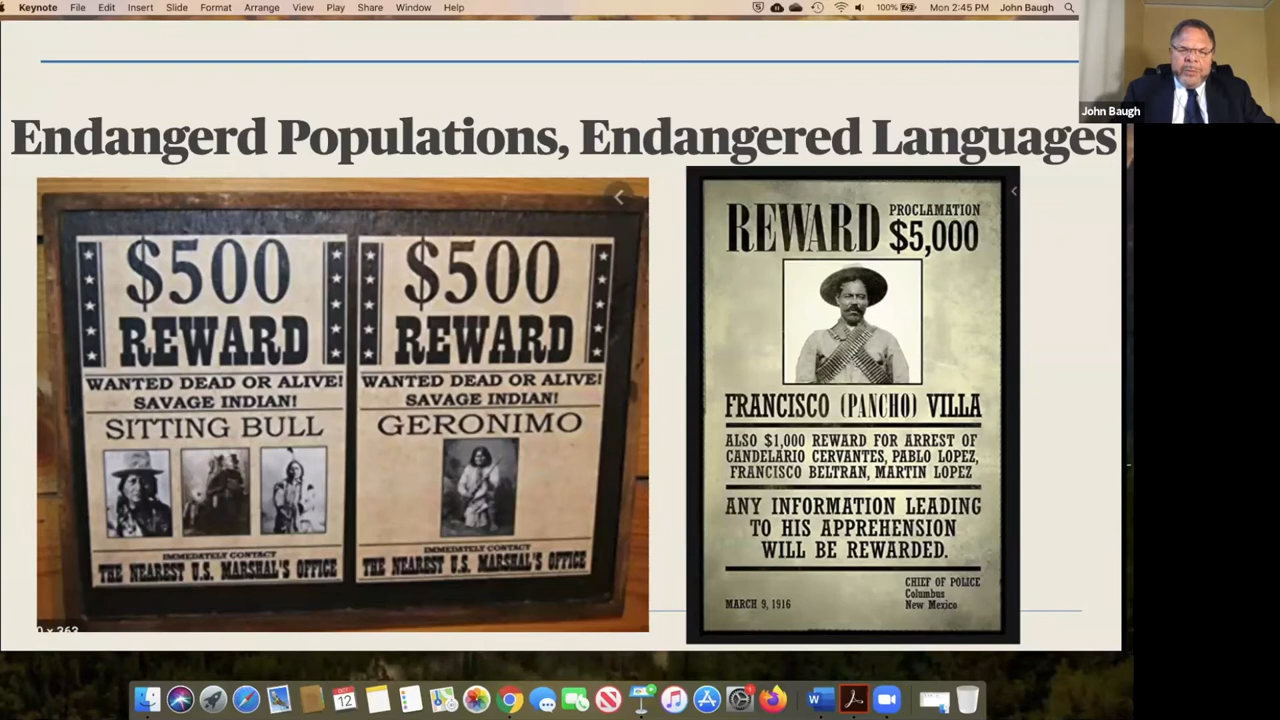 Keynote File Edit Insert Slide Format Arrange View Play Share Window Help
100% Mon 2:45 PM John Baugh
John Baugh
Endangerd Populations, Endangered Languages
$500
REWARD
WANTED DEAD OR ALIVE!
SAVAGE INDIAN!
SITTING BULL
IMMEDIATELY CONTACT
THE NEAREST U.S. MARSHAL'S OFFICE
$500
REWARD
WANTED DEAD OR ALIVE!
SAVAGE INDIAN!
GERONIMO
IMMEDIATELY CONTACT
THE NEAREST U.S. MARSHAL'S OFFICE
REWARD PROCLAMATION
$5,000
FRANCISCO (PANCHO) VILLA
ALSO $1,000 REWARD FOR ARREST OF
CANDELARIO CERVANTES, PABLO LOPEZ,
FRANCISCO BELTRAN, MARTIN LOPEZ
ANY INFORMATION LEADING
TO HIS APPREHENSION
WILL BE REWARDED.
CHIEF OF POLICE
Columbus
New Mexico
MARCH 9, 1916
OCT
12